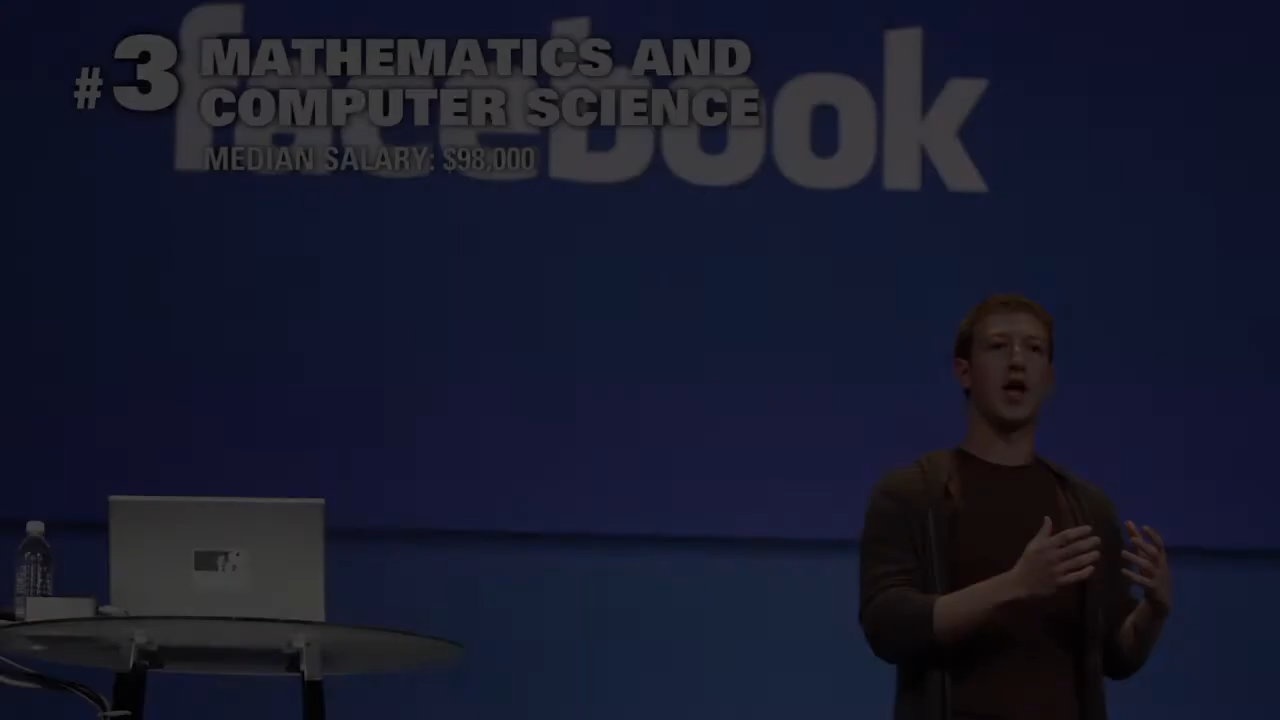 facebook
#3 MATHEMATICS AND
COMPUTER SCIENCE
MEDIAN SALARY: $98,000